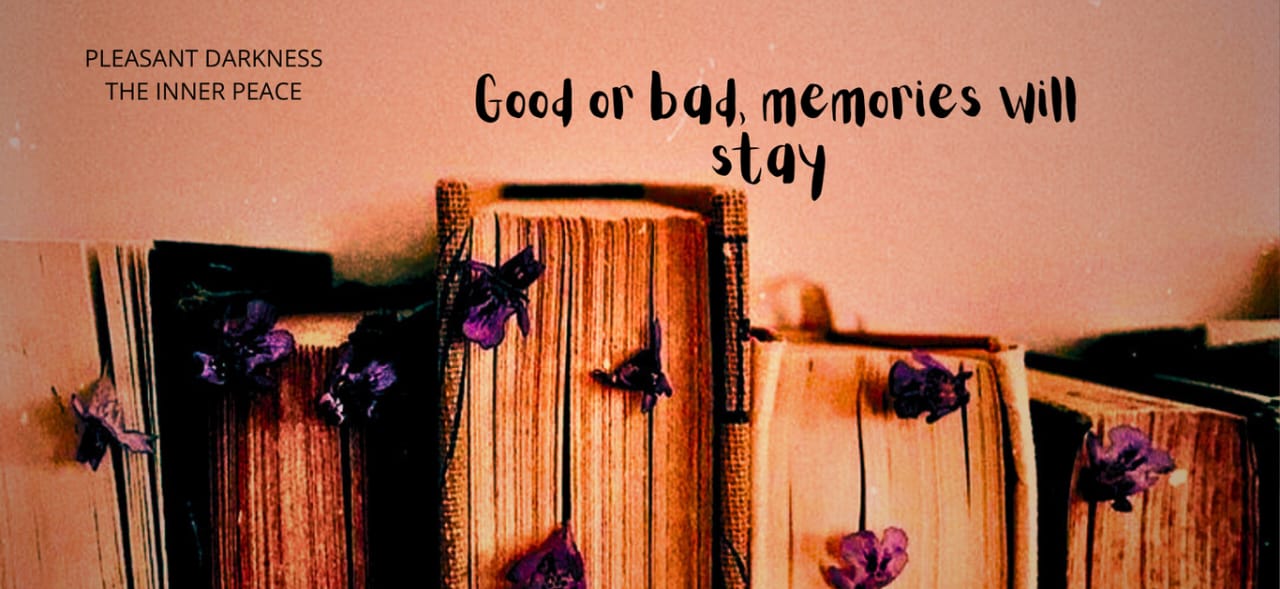 PLEASANT DARKNESS
THE INNER PEACE
Good or bad, memories will
stay